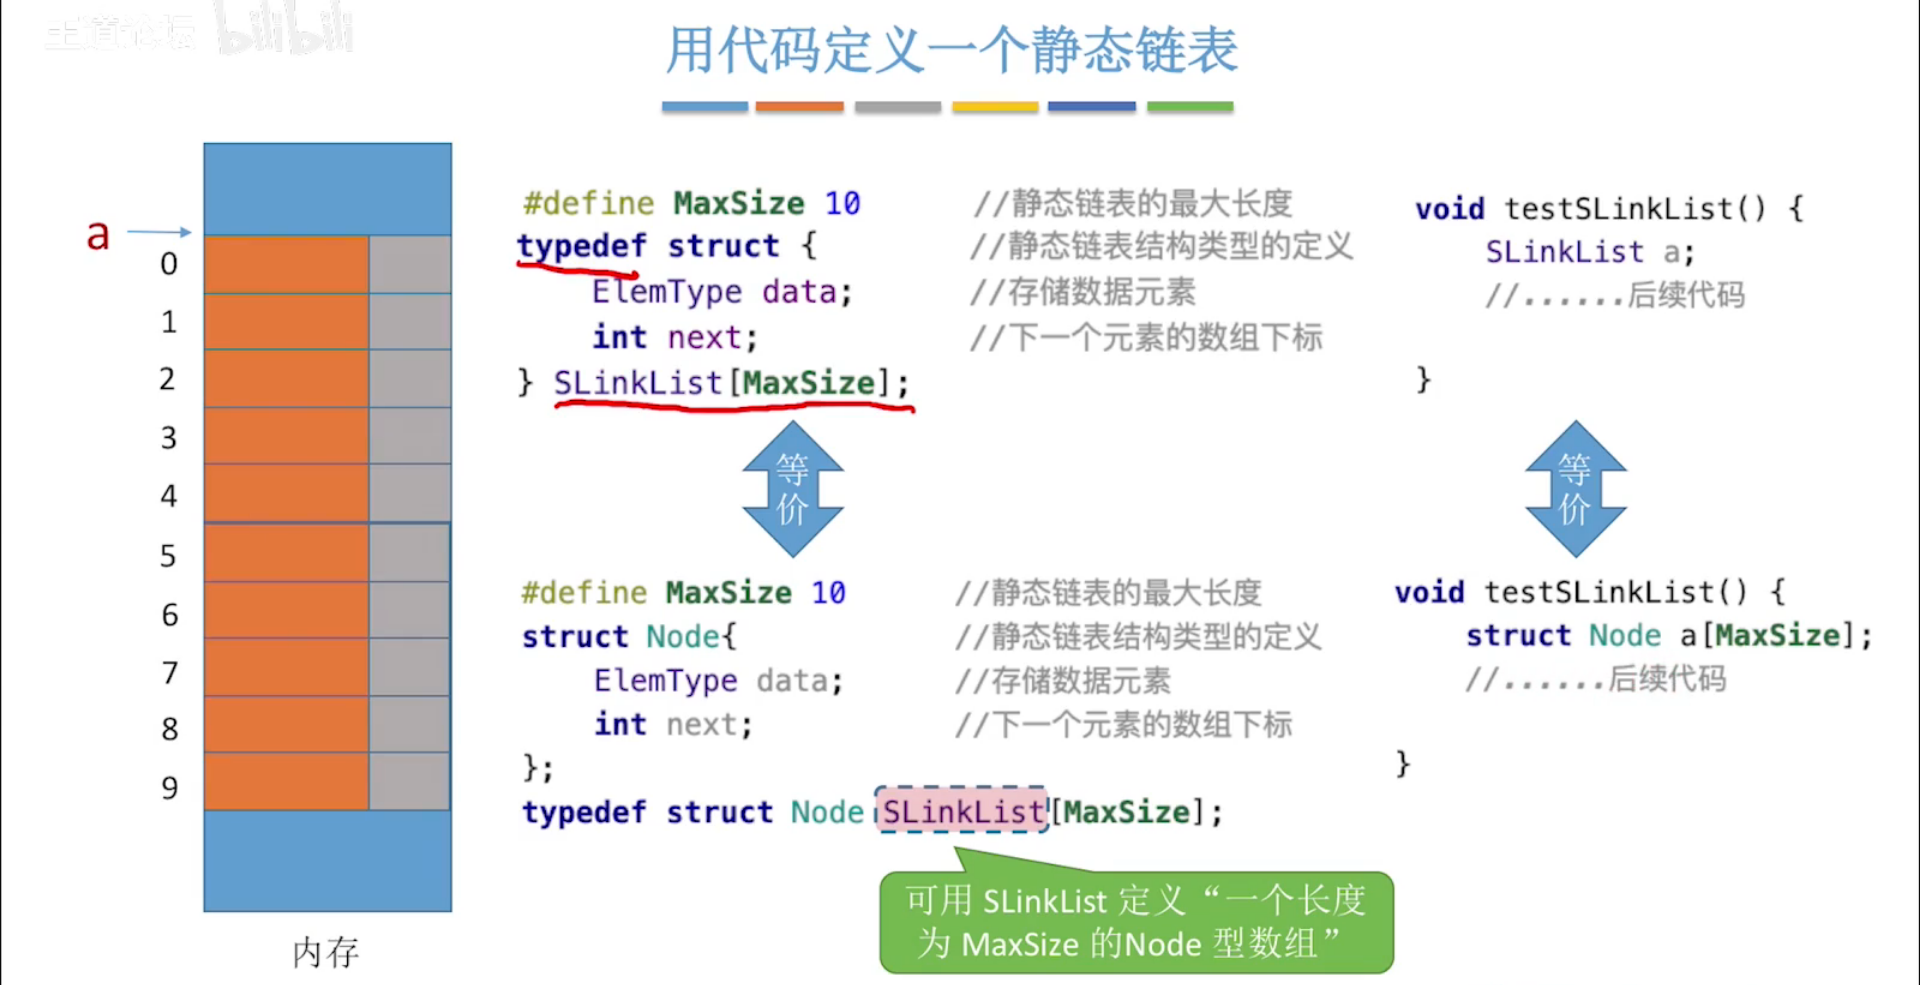 王道论坛 bilibili
用代码定义一个静态链表
a
0
1
2
3
4
5
6
7
8
9
内存
#define MaxSize 10 //静态链表的最大长度
typedef struct { //静态链表结构类型的定义
ElemType data; //存储数据元素
int next; //下一个元素的数组下标
} SLinkList[MaxSize];
void testSLinkList() {
SLinkList a;
//......后续代码
}
等
价
等
价
#define MaxSize 10 //静态链表的最大长度
struct Node{ //静态链表结构类型的定义
ElemType data; //存储数据元素
int next; //下一个元素的数组下标
};
typedef struct Node SLinkList[MaxSize];
void testSLinkList() {
struct Node a[MaxSize];
//......后续代码
}
可用 SLinkList 定义“一个长度
为 MaxSize 的Node 型数组”